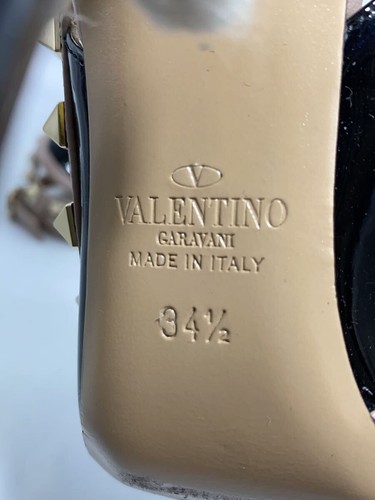 V
VALENTINO
GARAVANI
MADE IN ITALY
34½